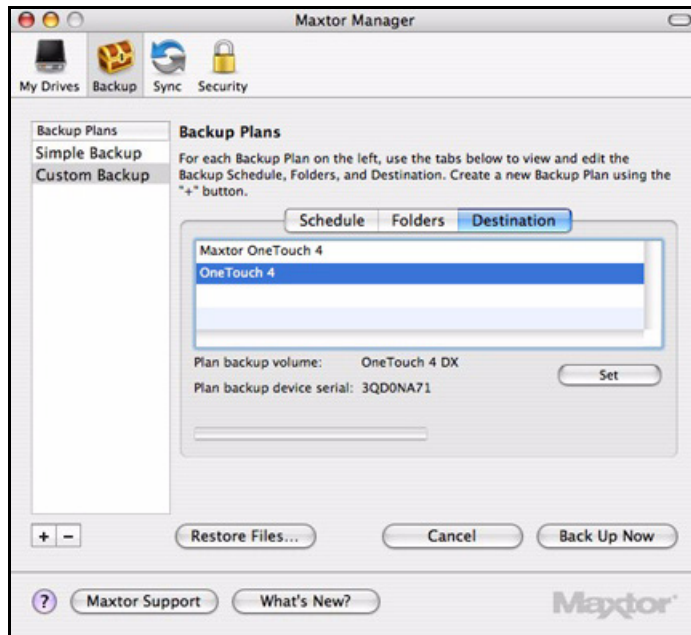 Maxtor Manager
My Drives Backup Sync Security
Backup Plans
Simple Backup
Custom Backup
Backup Plans
For each Backup Plan on the left, use the tabs below to view and edit the
Backup Schedule, Folders, and Destination. Create a new Backup Plan using the
"+" button.
Schedule Folders Destination
Maxtor OneTouch 4
OneTouch 4
Plan backup volume: OneTouch 4 DX
Plan backup device serial: 3QD0NA71
Set
+ −
Restore Files... Cancel Back Up Now
? Maxtor Support What's New? Maxtor